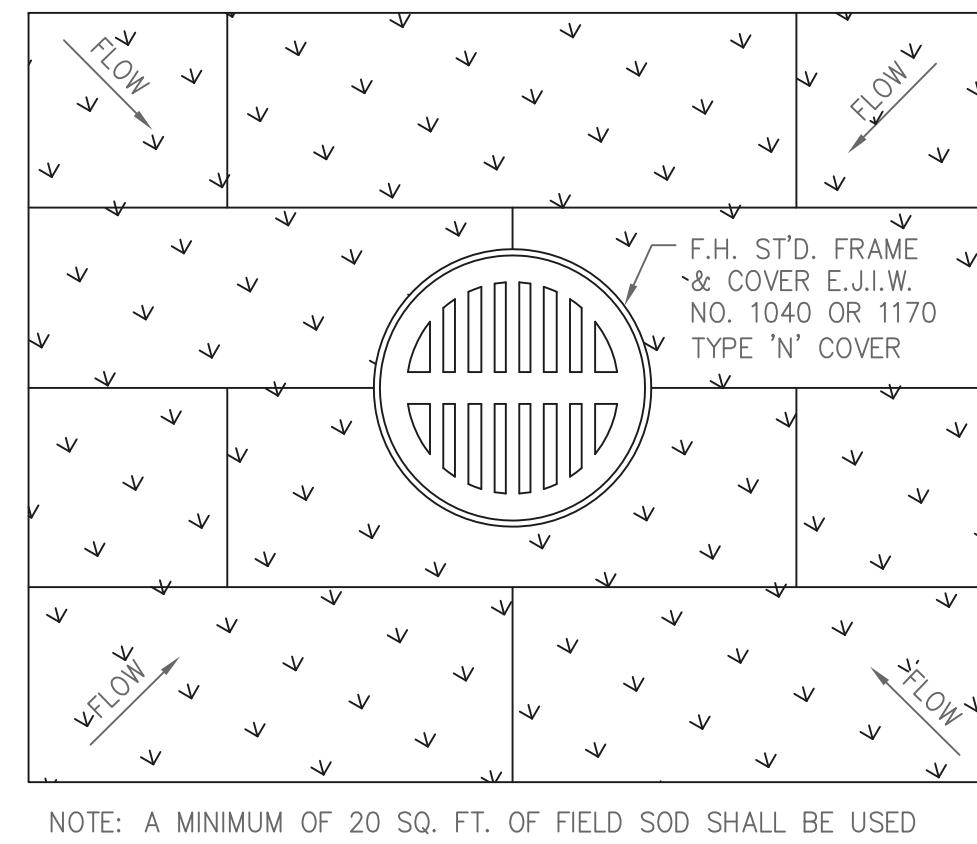 FLOW
FLOW
F.H. ST'D. FRAME
& COVER E.J.I.W.
NO. 1040 OR 1170
TYPE 'N' COVER
FLOW
FLOW
NOTE: A MINIMUM OF 20 SQ. FT. OF FIELD SOD SHALL BE USED